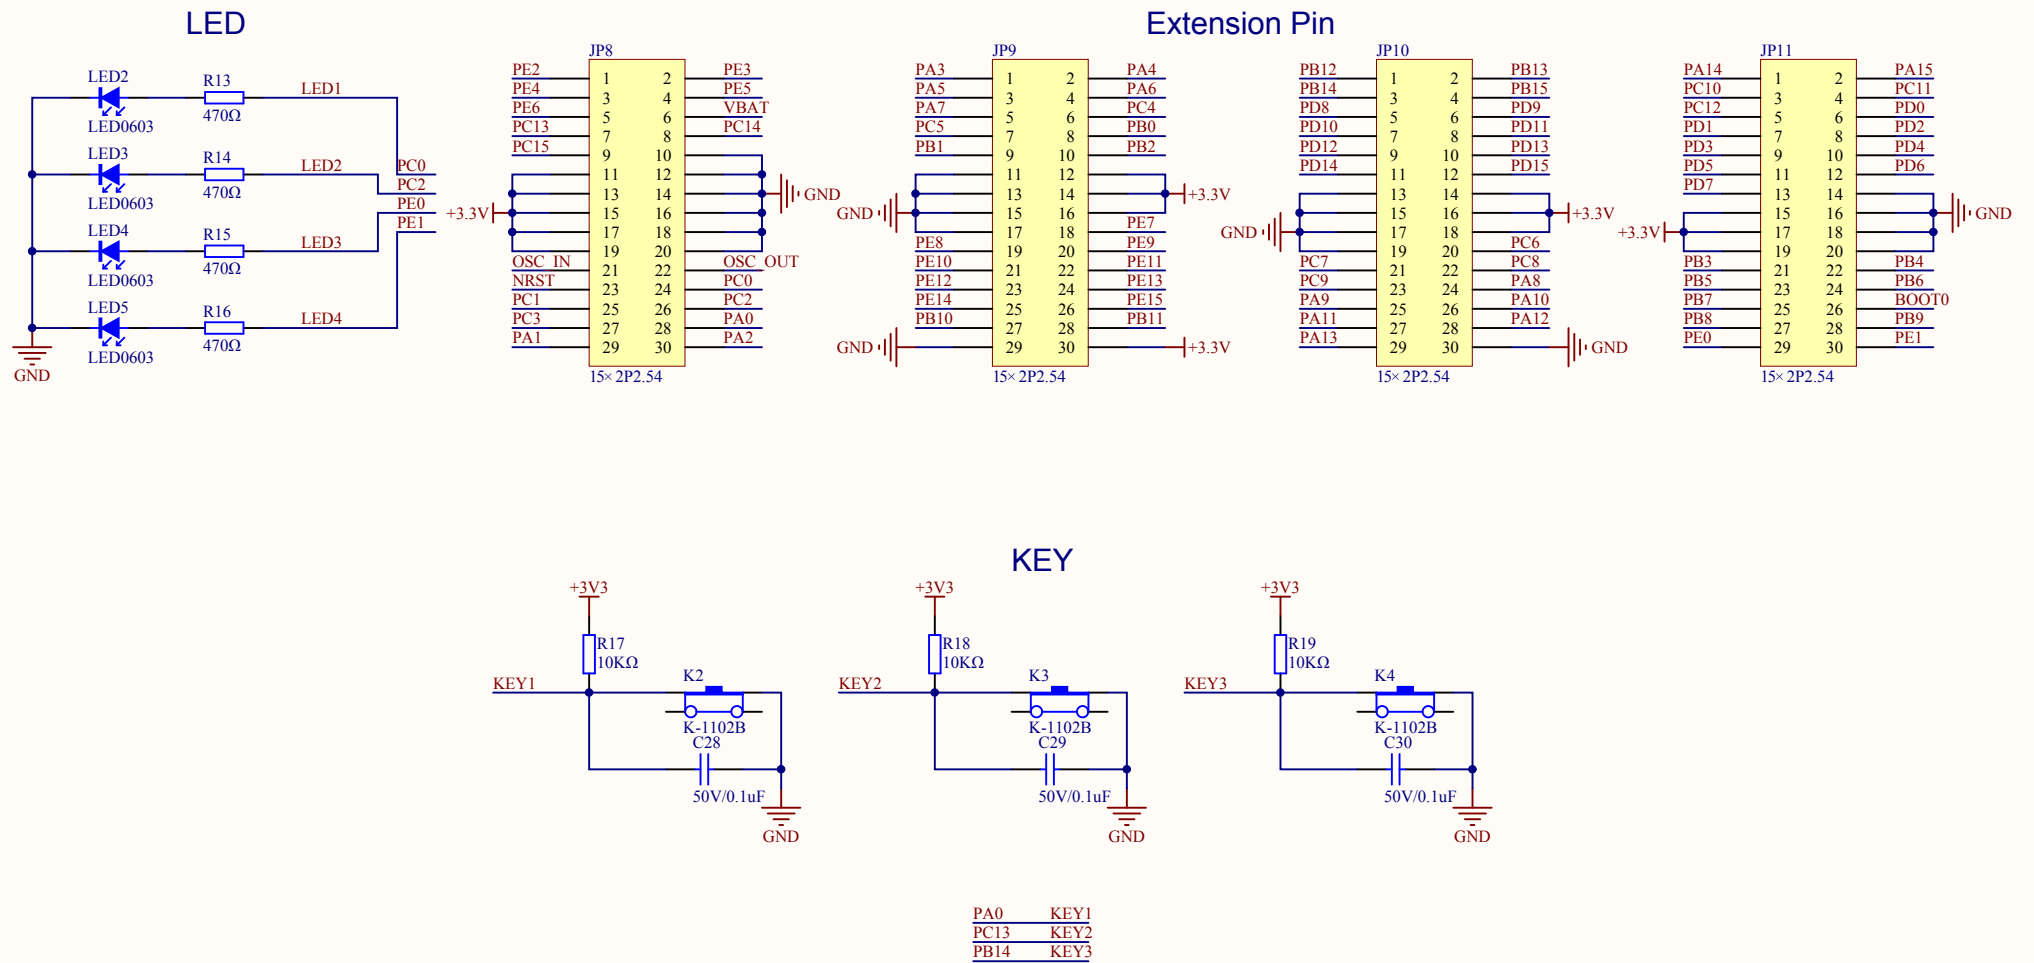 LED
Extension Pin
LED2
R13
LED1
LED0603
470Ω
LED3
R14
LED2
LED0603
470Ω
LED4
R15
LED3
LED0603
470Ω
LED5
R16
LED4
LED0603
470Ω
GND
PC0
PC2
PE0
PE1
JP8
PE2 1 2 PE3
PE4 3 4 PE5
PE6 5 6 VBAT
PC13 7 8 PC14
PC15 9 10
11 12
13 14 GND
+3.3V 15 16
17 18
19 20
OSC_IN 21 22 OSC_OUT
NRST 23 24 PC0
PC1 25 26 PC2
PC3 27 28 PA0
PA1 29 30 PA2
15×2P2.54
JP9
PA3 1 2 PA4
PA5 3 4 PA6
PA7 5 6 PC4
PC5 7 8 PB0
PB1 9 10 PB2
11 12
13 14 +3.3V
GND 15 16
17 18 PE7
PE8 19 20 PE9
PE10 21 22 PE11
PE12 23 24 PE13
PE14 25 26 PE15
PB10 27 28 PB11
GND 29 30 +3.3V
15×2P2.54
JP10
PB12 1 2 PB13
PB14 3 4 PB15
PD8 5 6 PD9
PD10 7 8 PD11
PD12 9 10 PD13
PD14 11 12 PD15
13 14
15 16 +3.3V
GND 17 18
19 20 PC6
PC7 21 22 PC8
PC9 23 24 PA8
PA9 25 26 PA10
PA11 27 28 PA12
PA13 29 30 GND
15×2P2.54
JP11
PA14 1 2 PA15
PC10 3 4 PC11
PC12 5 6 PD0
PD1 7 8 PD2
PD3 9 10 PD4
PD5 11 12 PD6
PD7 13 14
15 16 GND
+3.3V 17 18
19 20
PB3 21 22 PB4
PB5 23 24 PB6
PB7 25 26 BOOT0
PB8 27 28 PB9
PE0 29 30 PE1
15×2P2.54
KEY
+3V3
R17
10KΩ
KEY1
K2
K-1102B
C28
50V/0.1uF
GND
+3V3
R18
10KΩ
KEY2
K3
K-1102B
C29
50V/0.1uF
GND
+3V3
R19
10KΩ
KEY3
K4
K-1102B
C30
50V/0.1uF
GND
PA0 KEY1
PC13 KEY2
PB14 KEY3